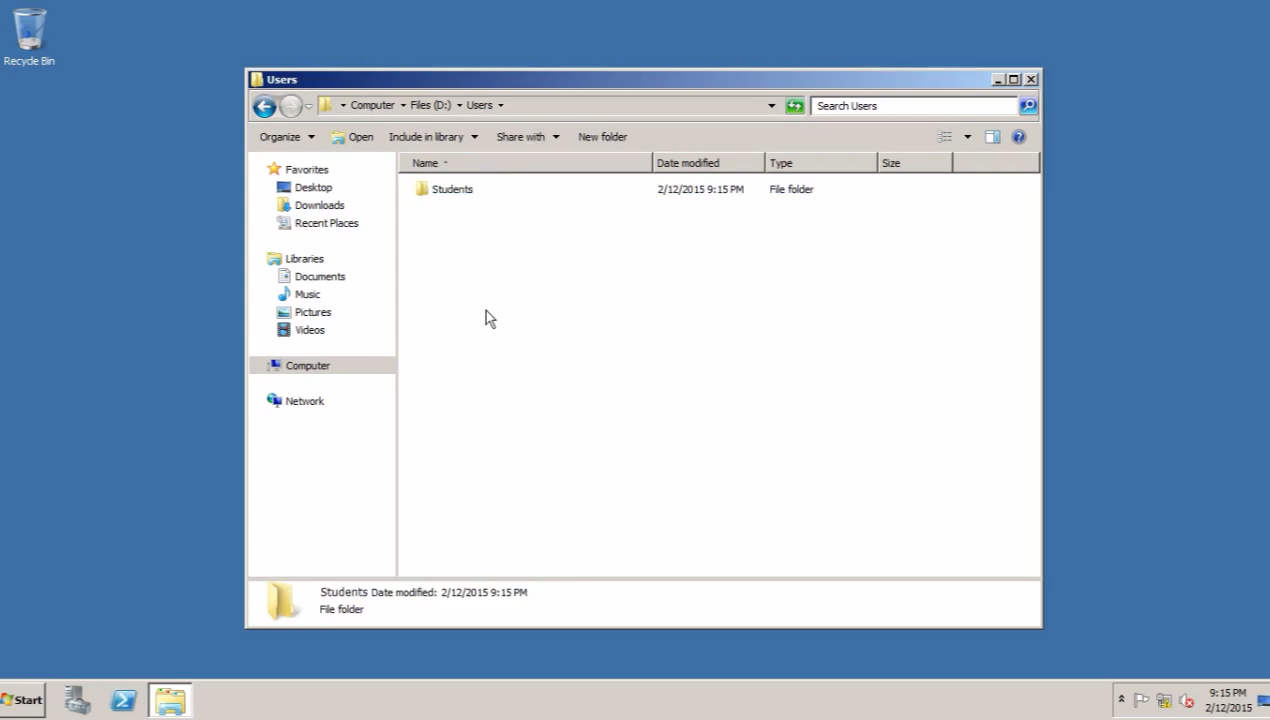 Recycle Bin
Users
Computer Files (D:) Users
Search Users
Organize Open Include in library Share with New folder
Name Date modified Type Size
Favorites
Desktop
Downloads
Recent Places
Libraries
Documents
Music
Pictures
Videos
Computer
Network
Students 2/12/2015 9:15 PM File folder
Students Date modified: 2/12/2015 9:15 PM
File folder
Start
9:15 PM
2/12/2015